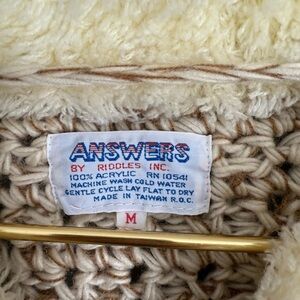 ANSWERS
BY RIDDLES INC.
100% ACRYLIC RN 10541
MACHINE WASH COLD WATER
GENTLE CYCLE LAY FLAT TO DRY
MADE IN TAIWAN R.O.C.
M